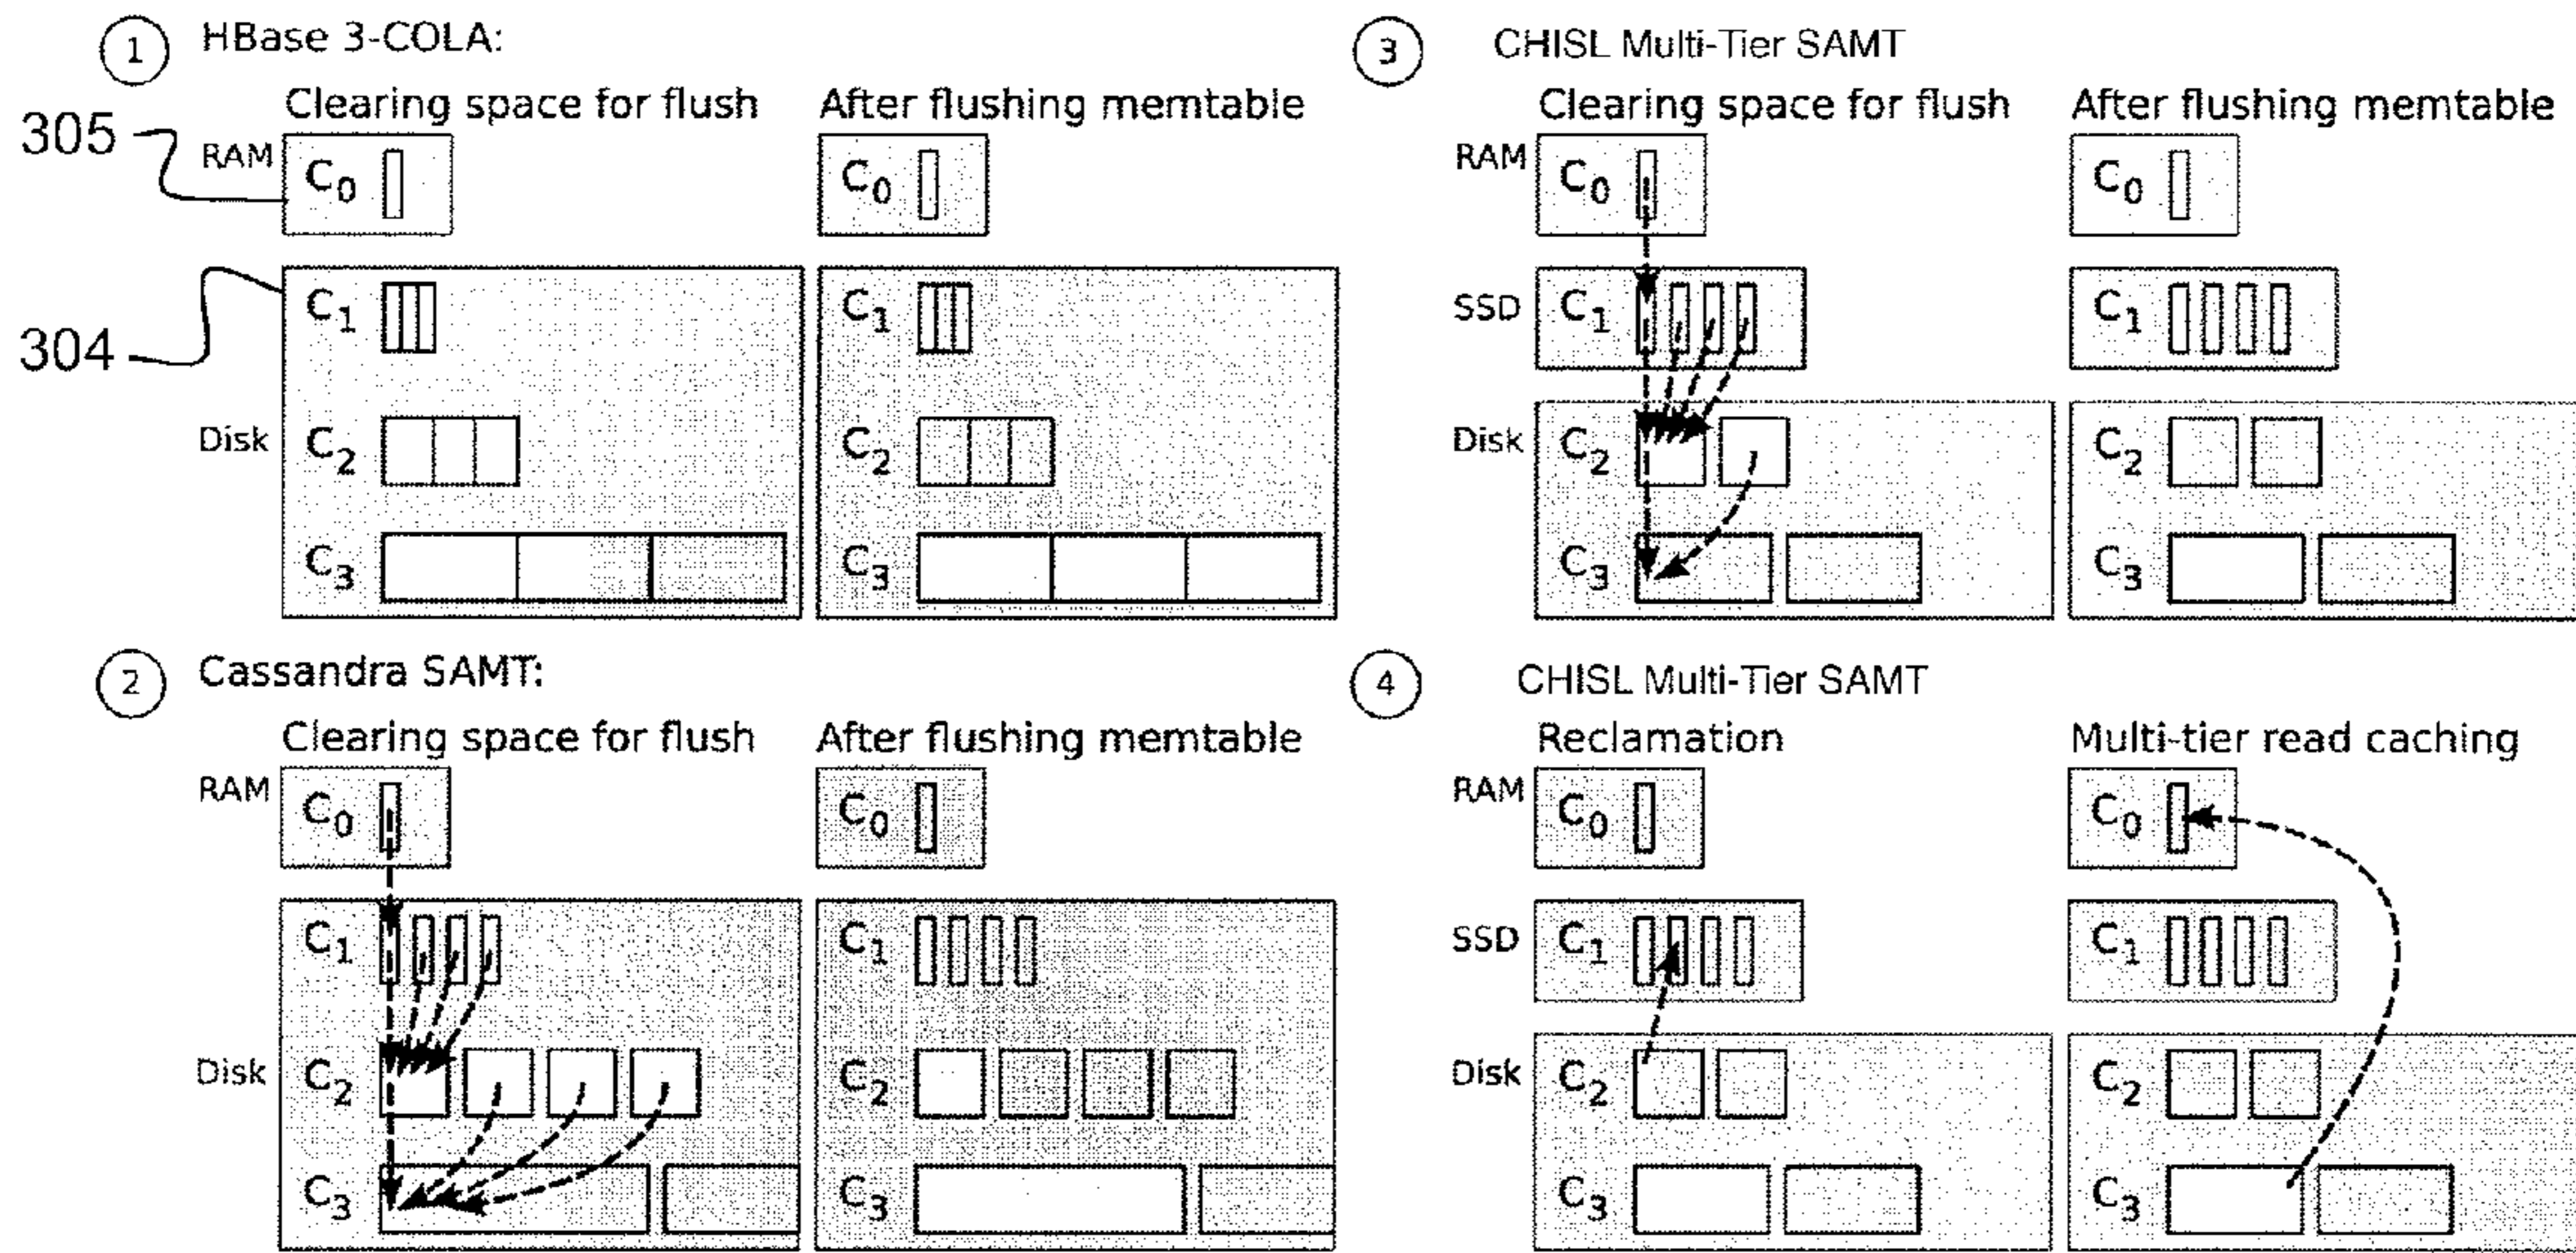 1 HBase 3-COLA:
Clearing space for flush After flushing memtable
305
RAM C0 C0
304
C1 C1
Disk C2 C2
C3 C3
2 Cassandra SAMT:
Clearing space for flush After flushing memtable
RAM C0 C0
C1 C1
Disk C2 C2
C3 C3
3 CHISL Multi-Tier SAMT
Clearing space for flush After flushing memtable
RAM C0 C0
SSD C1 C1
Disk C2 C2
C3 C3
4 CHISL Multi-Tier SAMT
Reclamation Multi-tier read caching
RAM C0 C0
SSD C1 C1
Disk C2 C2
C3 C3